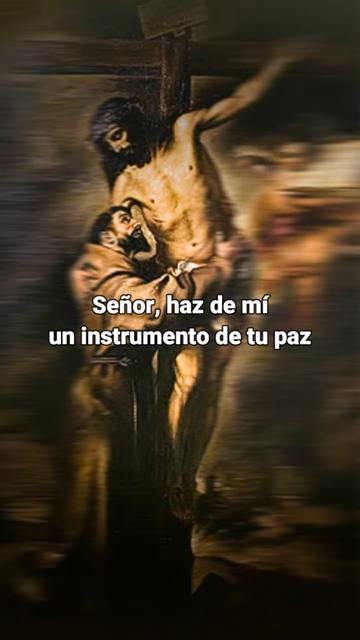 Señor, haz de mí
un instrumento de tu paz